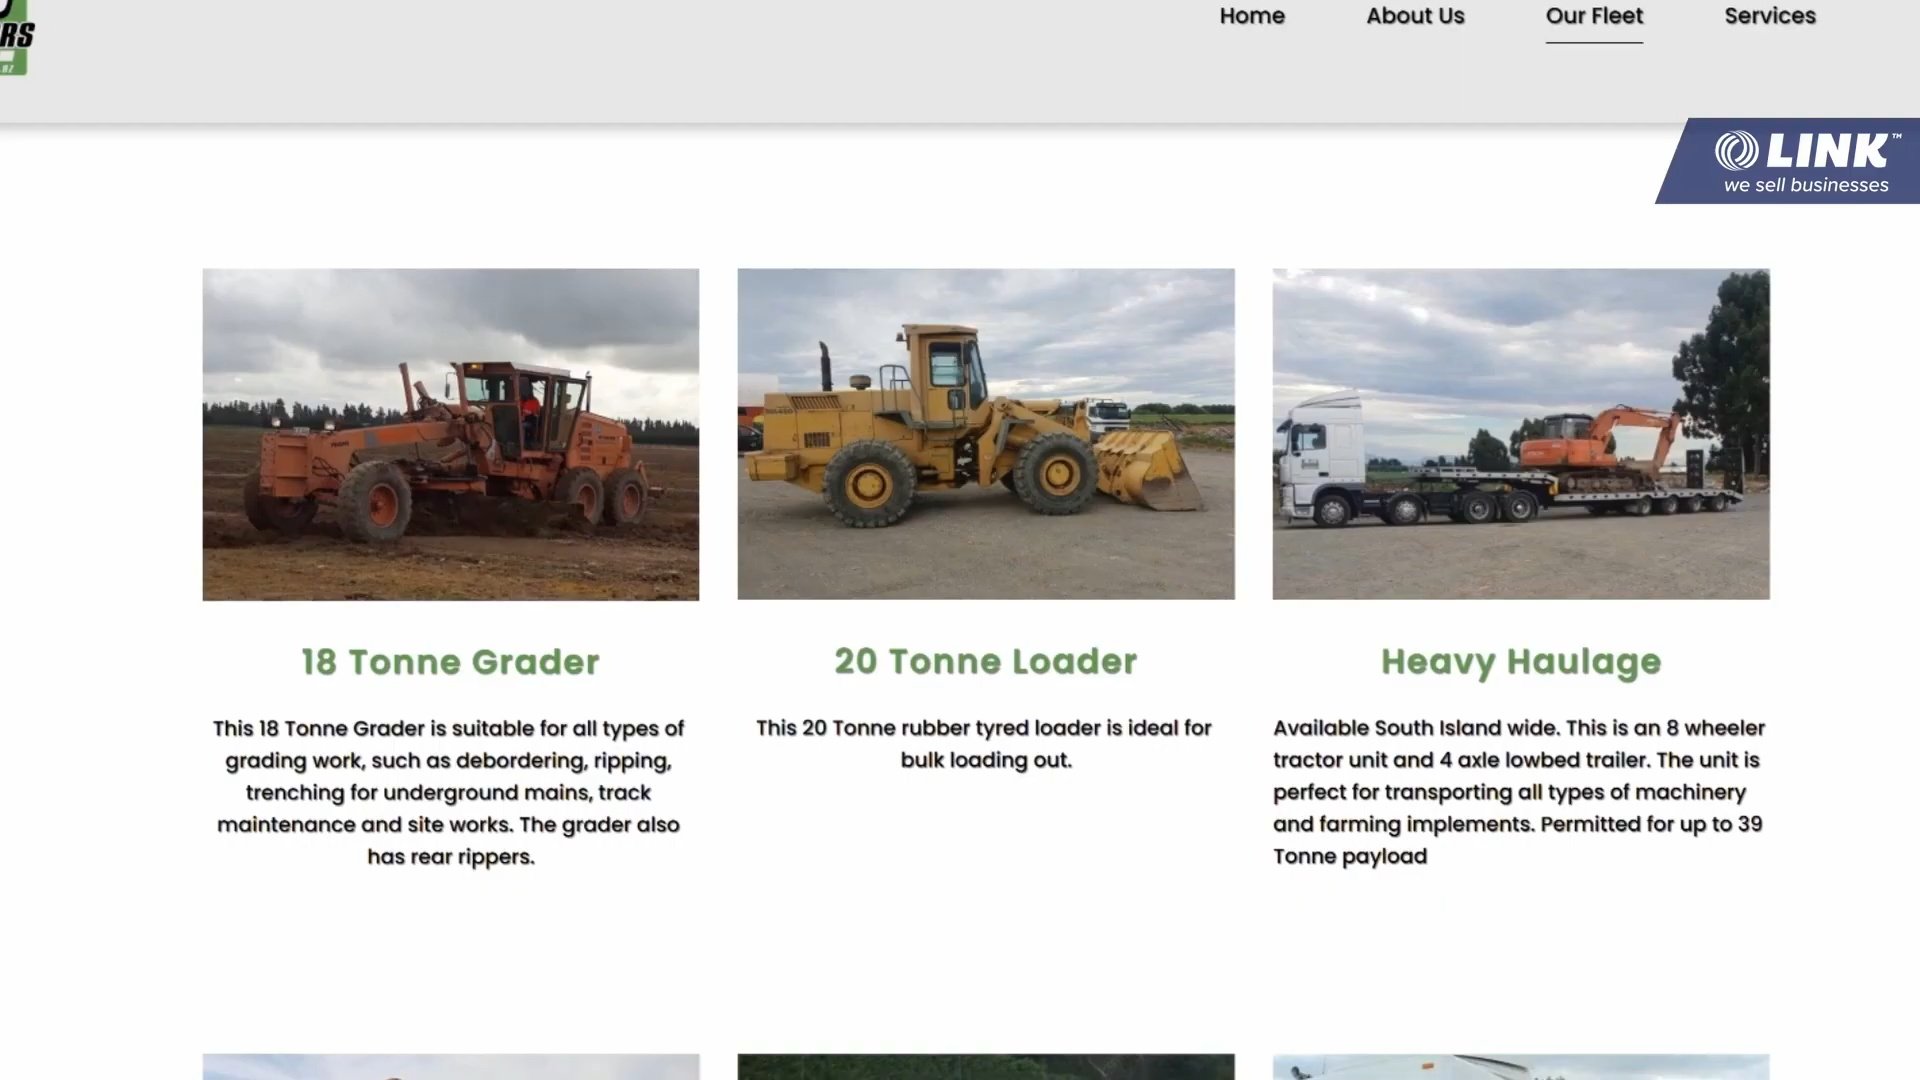 RS
Home
About Us
Our Fleet
Services
LINK™
we sell businesses
18 Tonne Grader
This 18 Tonne Grader is suitable for all types of
grading work, such as debordering, ripping,
trenching for underground mains, track
maintenance and site works. The grader also
has rear rippers.
20 Tonne Loader
This 20 Tonne rubber tyred loader is ideal for
bulk loading out.
Heavy Haulage
Available South Island wide. This is an 8 wheeler
tractor unit and 4 axle lowbed trailer. The unit is
perfect for transporting all types of machinery
and farming implements. Permitted for up to 39
Tonne payload